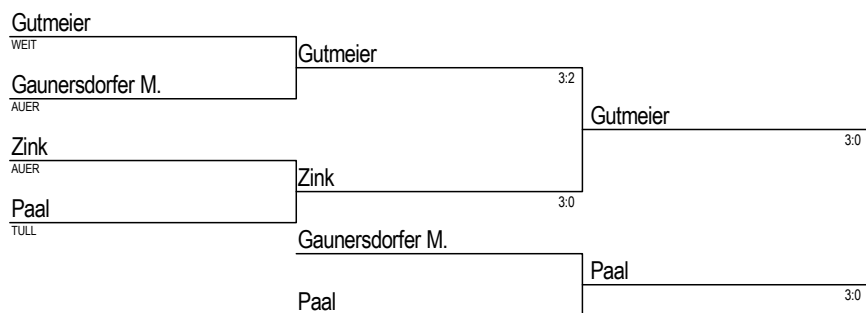 Gutmeier
WEIT
Gutmeier
3:2
Gaunersdorfer M.
AUER
Gutmeier
3:0
Zink
AUER
Zink
3:0
Paal
TULL
Gaunersdorfer M.
Paal
3:0
Paal